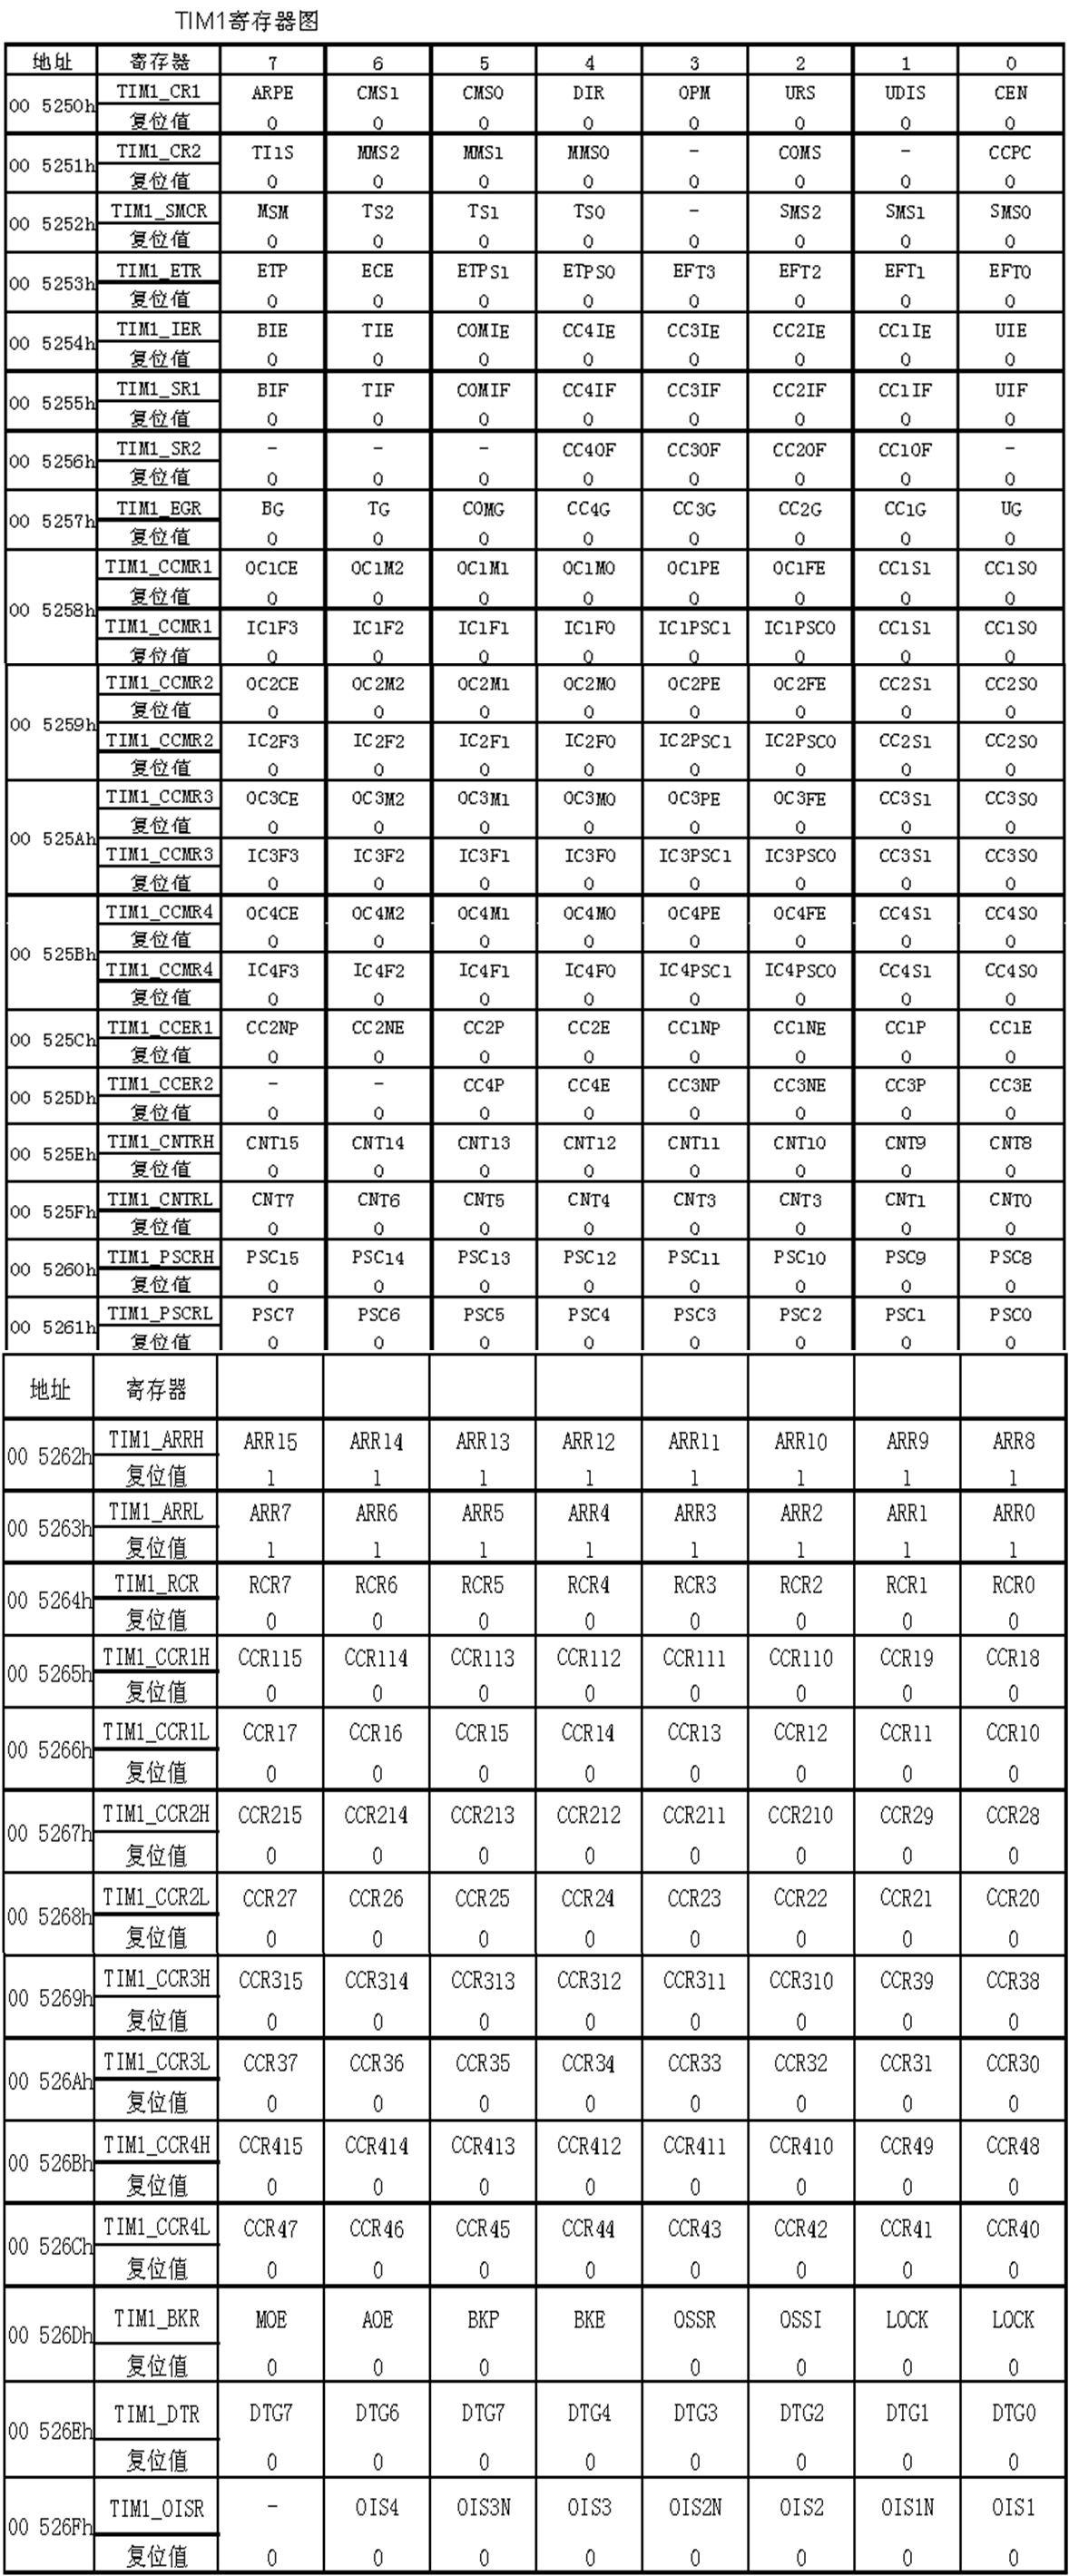 TIM1寄存器图
地址 寄存器 7 6 5 4 3 2 1 0
00 5250h TIM1_CR1 ARPE CMS1 CMS0 DIR OPM URS UDIS CEN
复位值 0 0 0 0 0 0 0 0
00 5251h TIM1_CR2 TI1S MMS2 MMS1 MMS0 - COMS - CCPC
复位值 0 0 0 0 0 0 0 0
00 5252h TIM1_SMCR MSM TS2 TS1 TS0 - SMS2 SMS1 SMS0
复位值 0 0 0 0 0 0 0 0
00 5253h TIM1_ETR ETP ECE ETPS1 ETPS0 EFT3 EFT2 EFT1 EFT0
复位值 0 0 0 0 0 0 0 0
00 5254h TIM1_IER BIE TIE COMIE CC4IE CC3IE CC2IE CC1IE UIE
复位值 0 0 0 0 0 0 0 0
00 5255h TIM1_SR1 BIF TIF COMIF CC4IF CC3IF CC2IF CC1IF UIF
复位值 0 0 0 0 0 0 0 0
00 5256h TIM1_SR2 - - - CC4OF CC3OF CC2OF CC1OF -
复位值 0 0 0 0 0 0 0 0
00 5257h TIM1_EGR BG TG COMG CC4G CC3G CC2G CC1G UG
复位值 0 0 0 0 0 0 0 0
00 5258h TIM1_CCMR1 OC1CE OC1M2 OC1M1 OC1M0 OC1PE OC1FE CC1S1 CC1S0
复位值 0 0 0 0 0 0 0 0
TIM1_CCMR1 IC1F3 IC1F2 IC1F1 IC1F0 IC1PSC1 IC1PSC0 CC1S1 CC1S0
复位值 0 0 0 0 0 0 0 0
00 5259h TIM1_CCMR2 OC2CE OC2M2 OC2M1 OC2M0 OC2PE OC2FE CC2S1 CC2S0
复位值 0 0 0 0 0 0 0 0
TIM1_CCMR2 IC2F3 IC2F2 IC2F1 IC2F0 IC2PSC1 IC2PSC0 CC2S1 CC2S0
复位值 0 0 0 0 0 0 0 0
00 525Ah TIM1_CCMR3 OC3CE OC3M2 OC3M1 OC3M0 OC3PE OC3FE CC3S1 CC3S0
复位值 0 0 0 0 0 0 0 0
TIM1_CCMR3 IC3F3 IC3F2 IC3F1 IC3F0 IC3PSC1 IC3PSC0 CC3S1 CC3S0
复位值 0 0 0 0 0 0 0 0
00 525Bh TIM1_CCMR4 OC4CE OC4M2 OC4M1 OC4M0 OC4PE OC4FE CC4S1 CC4S0
复位值 0 0 0 0 0 0 0 0
TIM1_CCMR4 IC4F3 IC4F2 IC4F1 IC4F0 IC4PSC1 IC4PSC0 CC4S1 CC4S0
复位值 0 0 0 0 0 0 0 0
00 525Ch TIM1_CCER1 CC2NP CC2NE CC2P CC2E CC1NP CC1NE CC1P CC1E
复位值 0 0 0 0 0 0 0 0
00 525Dh TIM1_CCER2 - - CC4P CC4E CC3NP CC3NE CC3P CC3E
复位值 0 0 0 0 0 0 0 0
00 525Eh TIM1_CNTRH CNT15 CNT14 CNT13 CNT12 CNT11 CNT10 CNT9 CNT8
复位值 0 0 0 0 0 0 0 0
00 525Fh TIM1_CNTRL CNT7 CNT6 CNT5 CNT4 CNT3 CNT3 CNT1 CNT0
复位值 0 0 0 0 0 0 0 0
00 5260h TIM1_PSCRH PSC15 PSC14 PSC13 PSC12 PSC11 PSC10 PSC9 PSC8
复位值 0 0 0 0 0 0 0 0
00 5261h TIM1_PSCRL PSC7 PSC6 PSC5 PSC4 PSC3 PSC2 PSC1 PSC0
复位值 0 0 0 0 0 0 0 0
地址 寄存器
00 5262h TIM1_ARRH ARR15 ARR14 ARR13 ARR12 ARR11 ARR10 ARR9 ARR8
复位值 1 1 1 1 1 1 1 1
00 5263h TIM1_ARRL ARR7 ARR6 ARR5 ARR4 ARR3 ARR2 ARR1 ARR0
复位值 1 1 1 1 1 1 1 1
00 5264h TIM1_RCR RCR7 RCR6 RCR5 RCR4 RCR3 RCR2 RCR1 RCR0
复位值 0 0 0 0 0 0 0 0
00 5265h TIM1_CCR1H CCR115 CCR114 CCR113 CCR112 CCR111 CCR110 CCR19 CCR18
复位值 0 0 0 0 0 0 0 0
00 5266h TIM1_CCR1L CCR17 CCR16 CCR15 CCR14 CCR13 CCR12 CCR11 CCR10
复位值 0 0 0 0 0 0 0 0
00 5267h TIM1_CCR2H CCR215 CCR214 CCR213 CCR212 CCR211 CCR210 CCR29 CCR28
复位值 0 0 0 0 0 0 0 0
00 5268h TIM1_CCR2L CCR27 CCR26 CCR25 CCR24 CCR23 CCR22 CCR21 CCR20
复位值 0 0 0 0 0 0 0 0
00 5269h TIM1_CCR3H CCR315 CCR314 CCR313 CCR312 CCR311 CCR310 CCR39 CCR38
复位值 0 0 0 0 0 0 0 0
00 526Ah TIM1_CCR3L CCR37 CCR36 CCR35 CCR34 CCR33 CCR32 CCR31 CCR30
复位值 0 0 0 0 0 0 0 0
00 526Bh TIM1_CCR4H CCR415 CCR414 CCR413 CCR412 CCR411 CCR410 CCR49 CCR48
复位值 0 0 0 0 0 0 0 0
00 526Ch TIM1_CCR4L CCR47 CCR46 CCR45 CCR44 CCR43 CCR42 CCR41 CCR40
复位值 0 0 0 0 0 0 0 0
00 526Dh TIM1_BKR MOE AOE BKP BKE OSSR OSSI LOCK LOCK
复位值 0 0 0 0 0 0 0
00 526Eh TIM1_DTR DTG7 DTG6 DTG7 DTG4 DTG3 DTG2 DTG1 DTG0
复位值 0 0 0 0 0 0 0 0
00 526Fh TIM1_OISR - OIS4 OIS3N OIS3 OIS2N OIS2 OIS1N OIS1
复位值 0 0 0 0 0 0 0 0